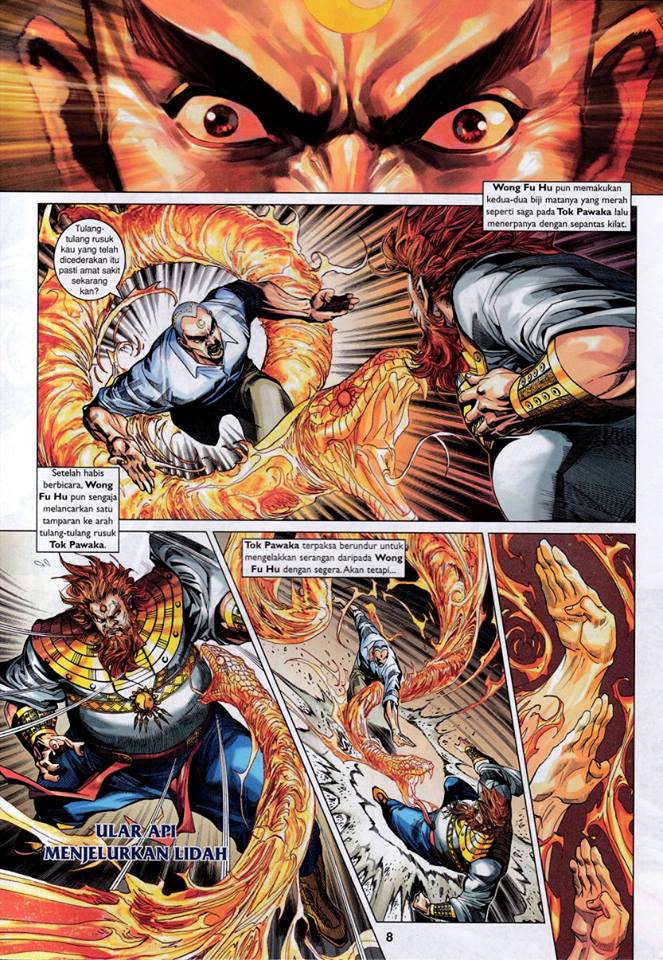 Wong Fu Hu pun memakukan
kedua-dua biji matanya yang merah
seperti saga pada Tok Pawaka lalu
menerpanya dengan sepantas kilat.
Tulang-
tulang rusuk
kau yang telah
dicederakan itu
pasti amat sakit
sekarang
kan?
Setelah habis
berbicara, Wong
Fu Hu pun sengaja
melancarkan satu
tamparan ke arah
tulang-tulang rusuk
Tok Pawaka.
ULAR API
MENJELURKAN LIDAH
Tok Pawaka terpaksa berundur untuk
mengelakkan serangan daripada Wong
Fu Hu dengan segera. Akan tetapi...
8